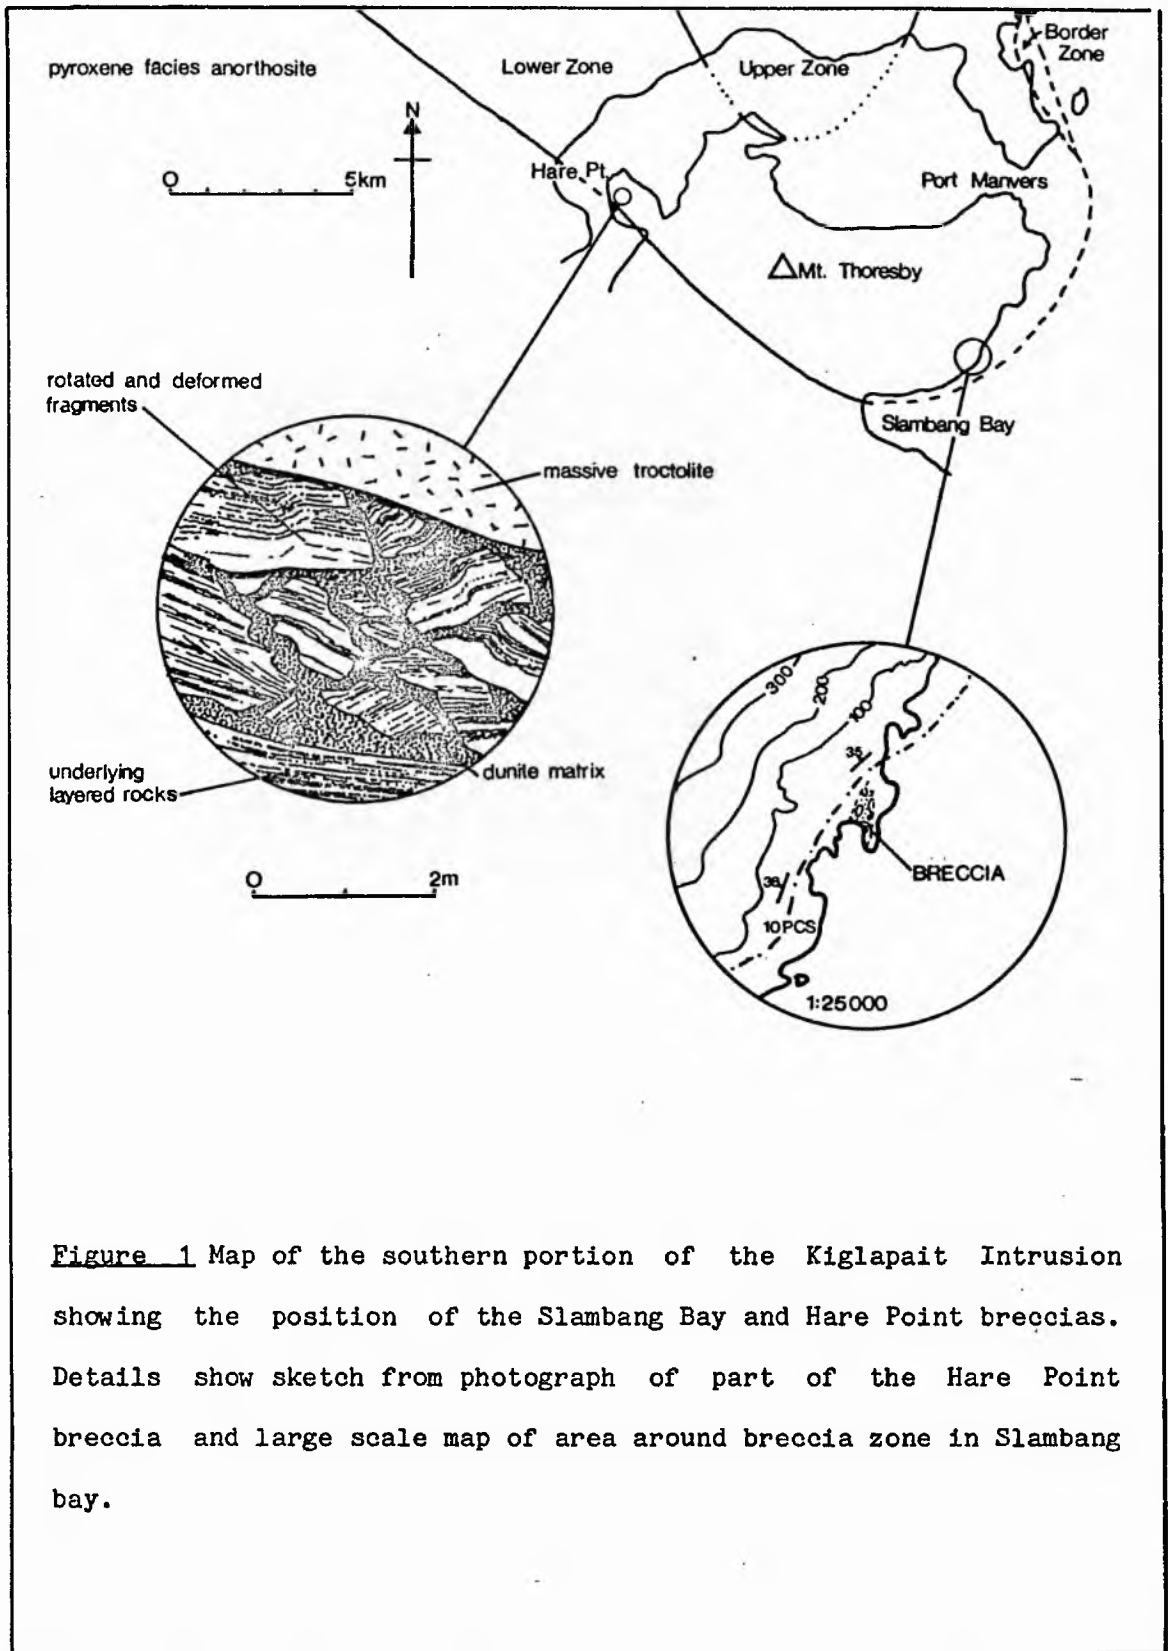 pyroxene facies anorthosite
Lower Zone
Upper Zone
Border
Zone
N
0 5km
Hare Pt.
Port Manvers
Mt. Thoresby
Slambang Bay
rotated and deformed
fragments
massive troctolite
underlying
layered rocks
dunite matrix
0 2m
300
200
100
35
BRECCIA
36
10PCS
1:25000
Figure 1 Map of the southern portion of the Kiglapait Intrusion
showing the position of the Slambang Bay and Hare Point breccias.
Details show sketch from photograph of part of the Hare Point
breccia and large scale map of area around breccia zone in Slambang
bay.